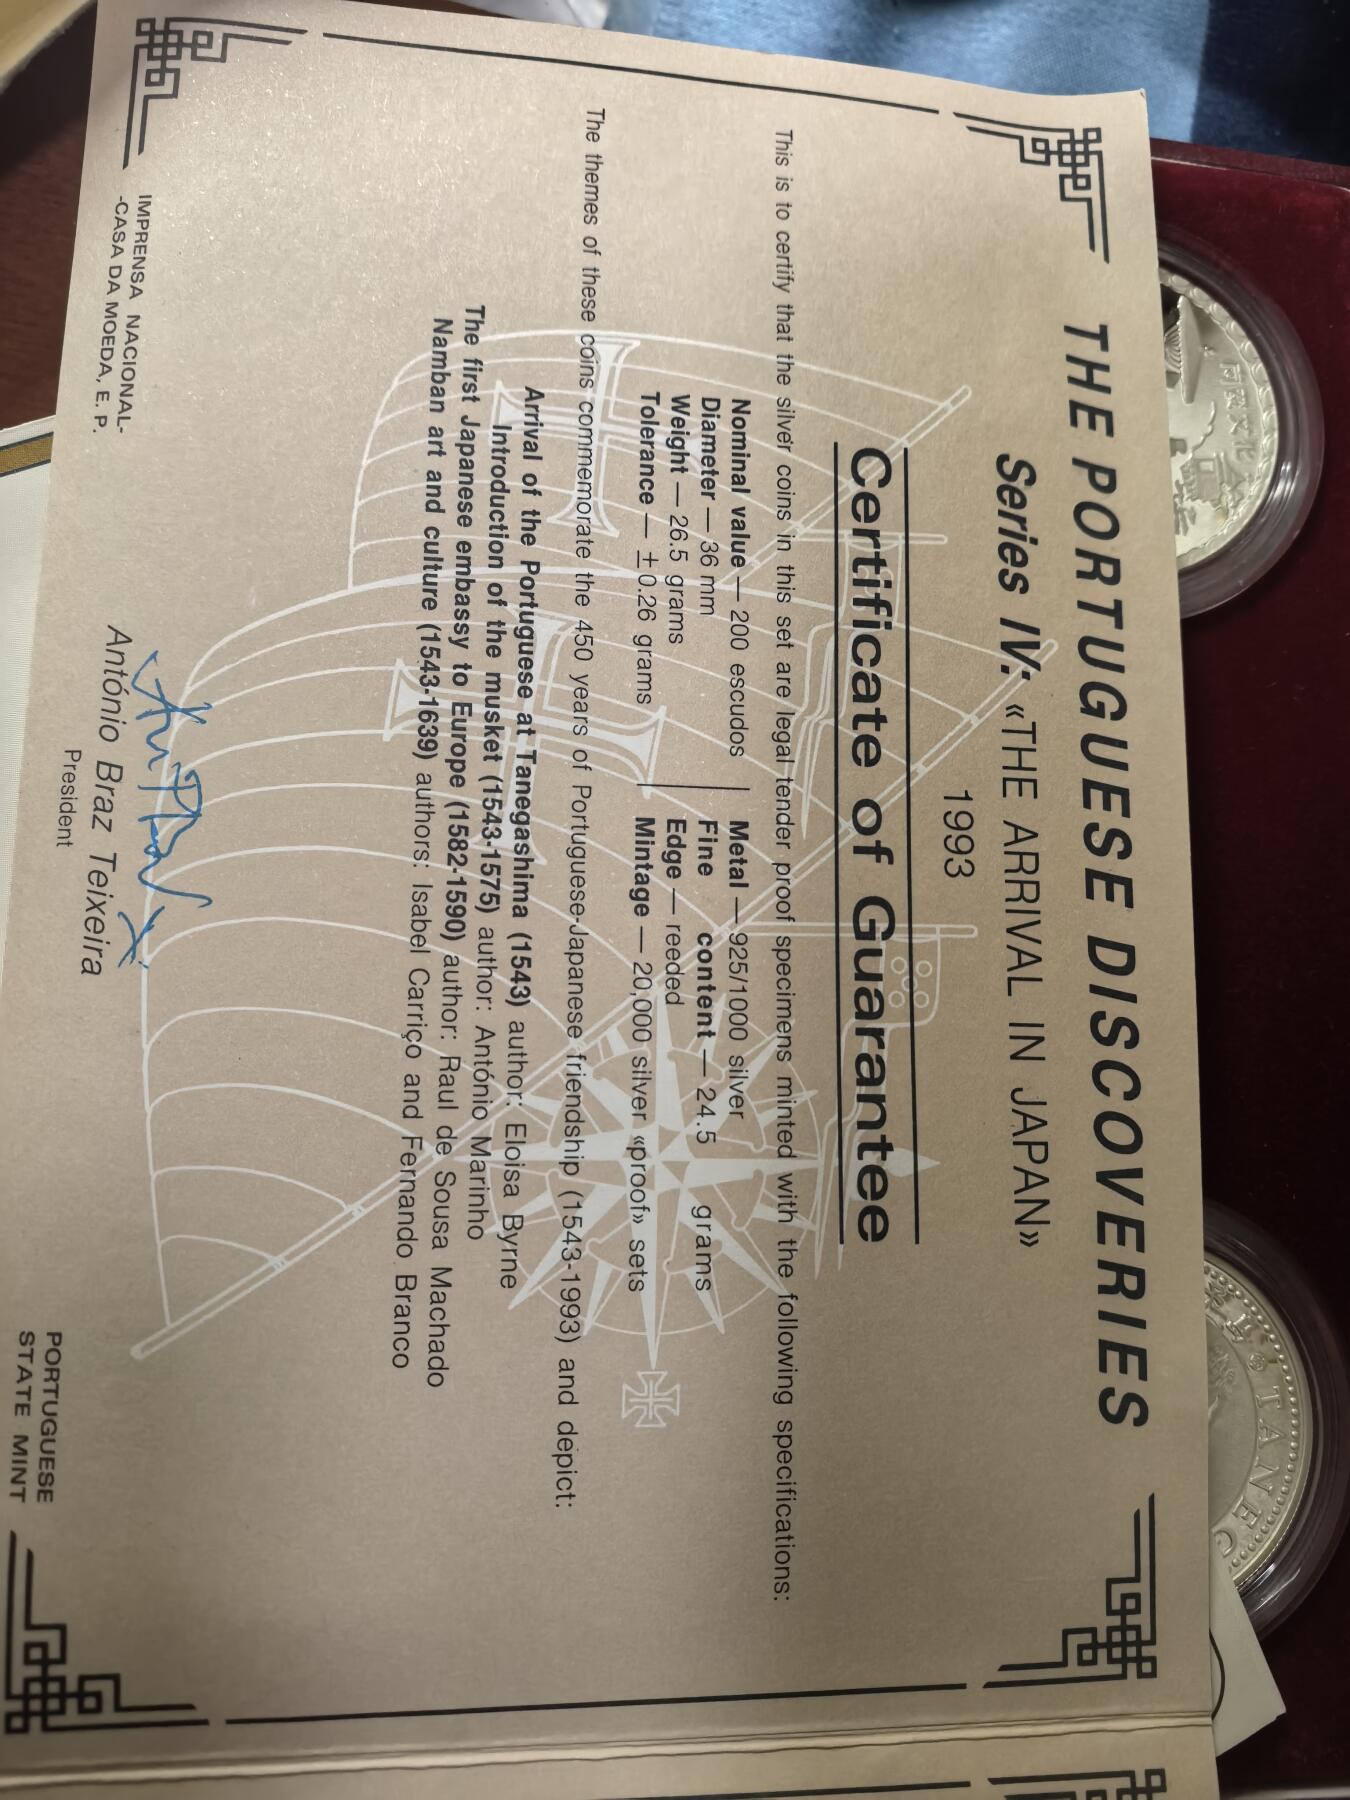 THE PORTUGUESE DISCOVERIES
Series IV: «THE ARRIVAL IN JAPAN»
1993
Certificate of Guarantee
This is to certify that the silver coins in this set are legal tender proof specimens minted with the following specifications:
Nominal value — 200 escudos
Diameter — 36 mm
Weight — 26.5 grams
Tolerance — ±0.26 grams
Metal — 925/1000 silver
Fine content — 24.5 grams
Edge — reeded
Mintage — 20,000 silver «proof» sets
The themes of these coins commemorate the 450 years of Portuguese-Japanese friendship (1543-1993) and depict:
Arrival of the Portuguese at Tanegashima (1543) author: Eloisa Byrne
Introduction of the musket (1543-1575) author: António Marinho
The first Japanese embassy to Europe (1582-1590) author: Raul de Sousa Machado
Namban art and culture (1543-1639) authors: Isabel Carriço and Fernando Branco
António Braz Teixeira
President
IMPRENSA NACIONAL-
-CASA DA MOEDA, E. P.
PORTUGUESE
STATE MINT
南蛮文化
TANEG